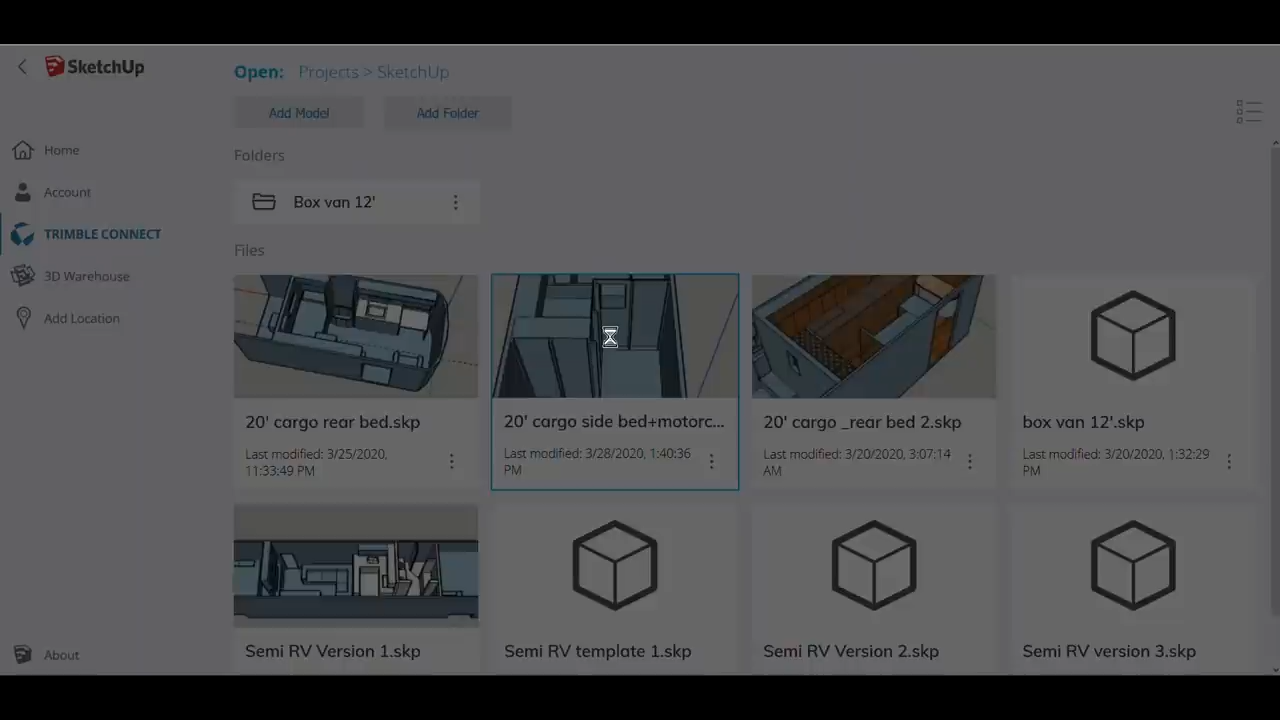 SketchUp
Open: Projects > SketchUp
Add Model
Add Folder
Home
Account
TRIMBLE CONNECT
3D Warehouse
Add Location
About
Folders
Box van 12'
Files
20' cargo rear bed.skp
Last modified: 3/25/2020,
11:33:49 PM
20' cargo side bed+motorc...
Last modified: 3/28/2020, 1:40:36
PM
20' cargo _rear bed 2.skp
Last modified: 3/20/2020, 3:07:14
AM
box van 12'.skp
Last modified: 3/20/2020, 1:32:29
PM
Semi RV Version 1.skp
Semi RV template 1.skp
Semi RV Version 2.skp
Semi RV version 3.skp